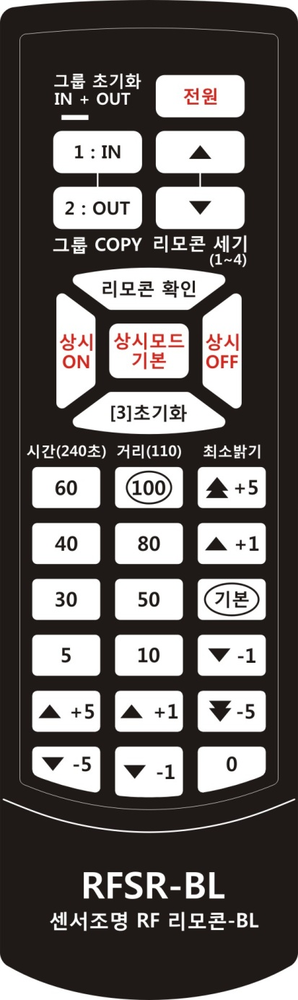 그룹 초기화
IN + OUT
전원
1 : IN
▲
2 : OUT
▼
그룹 COPY
리모콘 세기
(1~4)
리모콘 확인
상시
ON
상시모드
기본
상시
OFF
[3]초기화
시간(240초) 거리(110) 최소밝기
60 100 ▲ +5
40 80 ▲ +1
30 50 기본
5 10 ▼ -1
▲ +5 ▲ +1 ▼ -5
▼ -5 ▼ -1 0
RFSR-BL
센서조명 RF 리모콘-BL